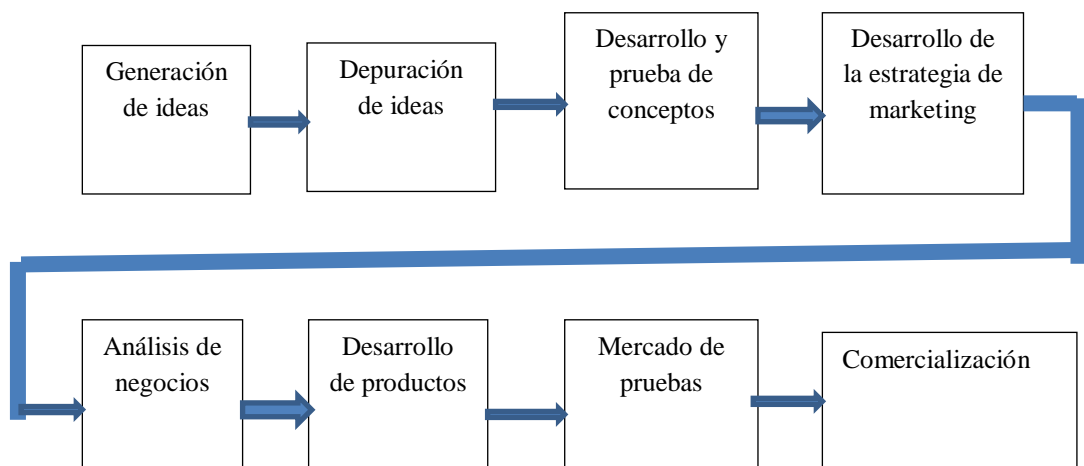 Generación
de ideas
Depuración
de ideas
Desarrollo y
prueba de
conceptos
Desarrollo de
la estrategia de
marketing
Análisis de
negocios
Desarrollo
de productos
Mercado de
pruebas
Comercialización